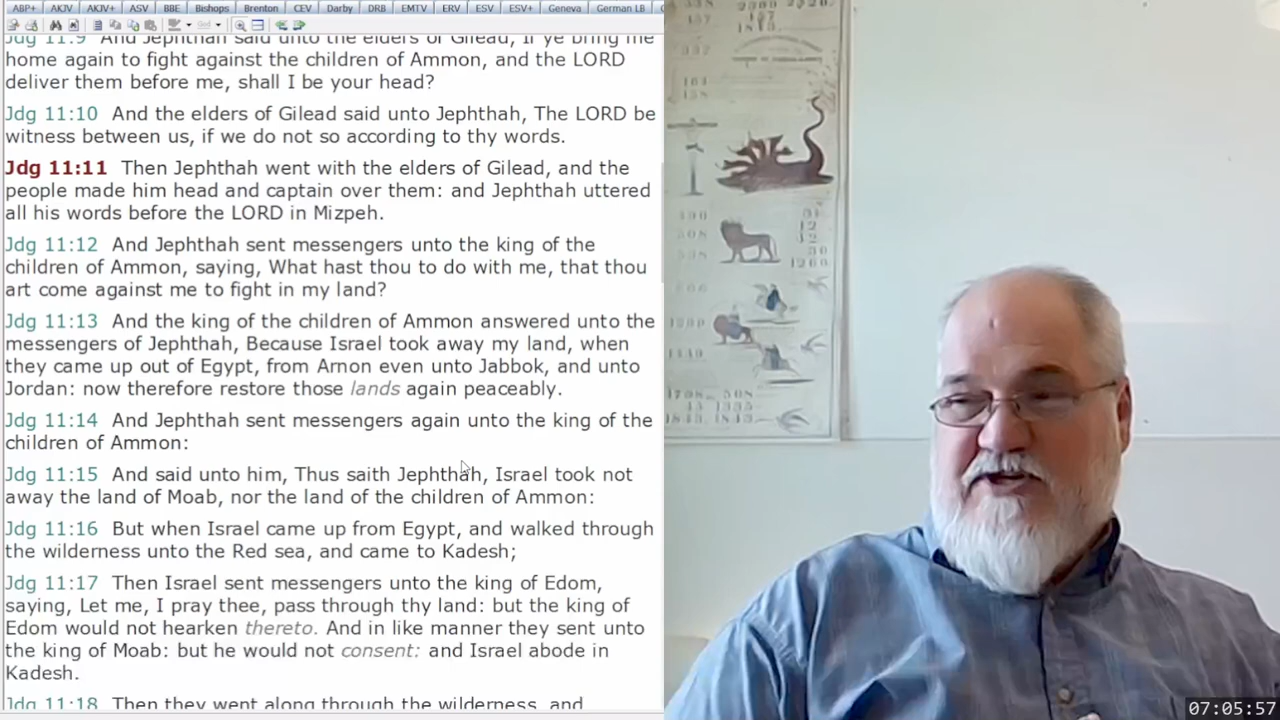 ABP+ AKJV AKJV+ ASV BBE Bishops Brenton CEV Darby DRB EMTV ERV ESV ESV+ Geneva German LB
Jdg 11:9 And Jephthah said unto the elders of Gilead, If ye bring me
home again to fight against the children of Ammon, and the LORD
deliver them before me, shall I be your head?
Jdg 11:10 And the elders of Gilead said unto Jephthah, The LORD be
witness between us, if we do not so according to thy words.
Jdg 11:11 Then Jephthah went with the elders of Gilead, and the
people made him head and captain over them: and Jephthah uttered
all his words before the LORD in Mizpeh.
Jdg 11:12 And Jephthah sent messengers unto the king of the
children of Ammon, saying, What hast thou to do with me, that thou
art come against me to fight in my land?
Jdg 11:13 And the king of the children of Ammon answered unto the
messengers of Jephthah, Because Israel took away my land, when
they came up out of Egypt, from Arnon even unto Jabbok, and unto
Jordan: now therefore restore those lands again peaceably.
Jdg 11:14 And Jephthah sent messengers again unto the king of the
children of Ammon:
Jdg 11:15 And said unto him, Thus saith Jephthah, Israel took not
away the land of Moab, nor the land of the children of Ammon:
Jdg 11:16 But when Israel came up from Egypt, and walked through
the wilderness unto the Red sea, and came to Kadesh;
Jdg 11:17 Then Israel sent messengers unto the king of Edom,
saying, Let me, I pray thee, pass through thy land: but the king of
Edom would not hearken thereto. And in like manner they sent unto
the king of Moab: but he would not consent: and Israel abode in
Kadesh.
Jdg 11:18 Then they went along through the wilderness, and
07:05:57